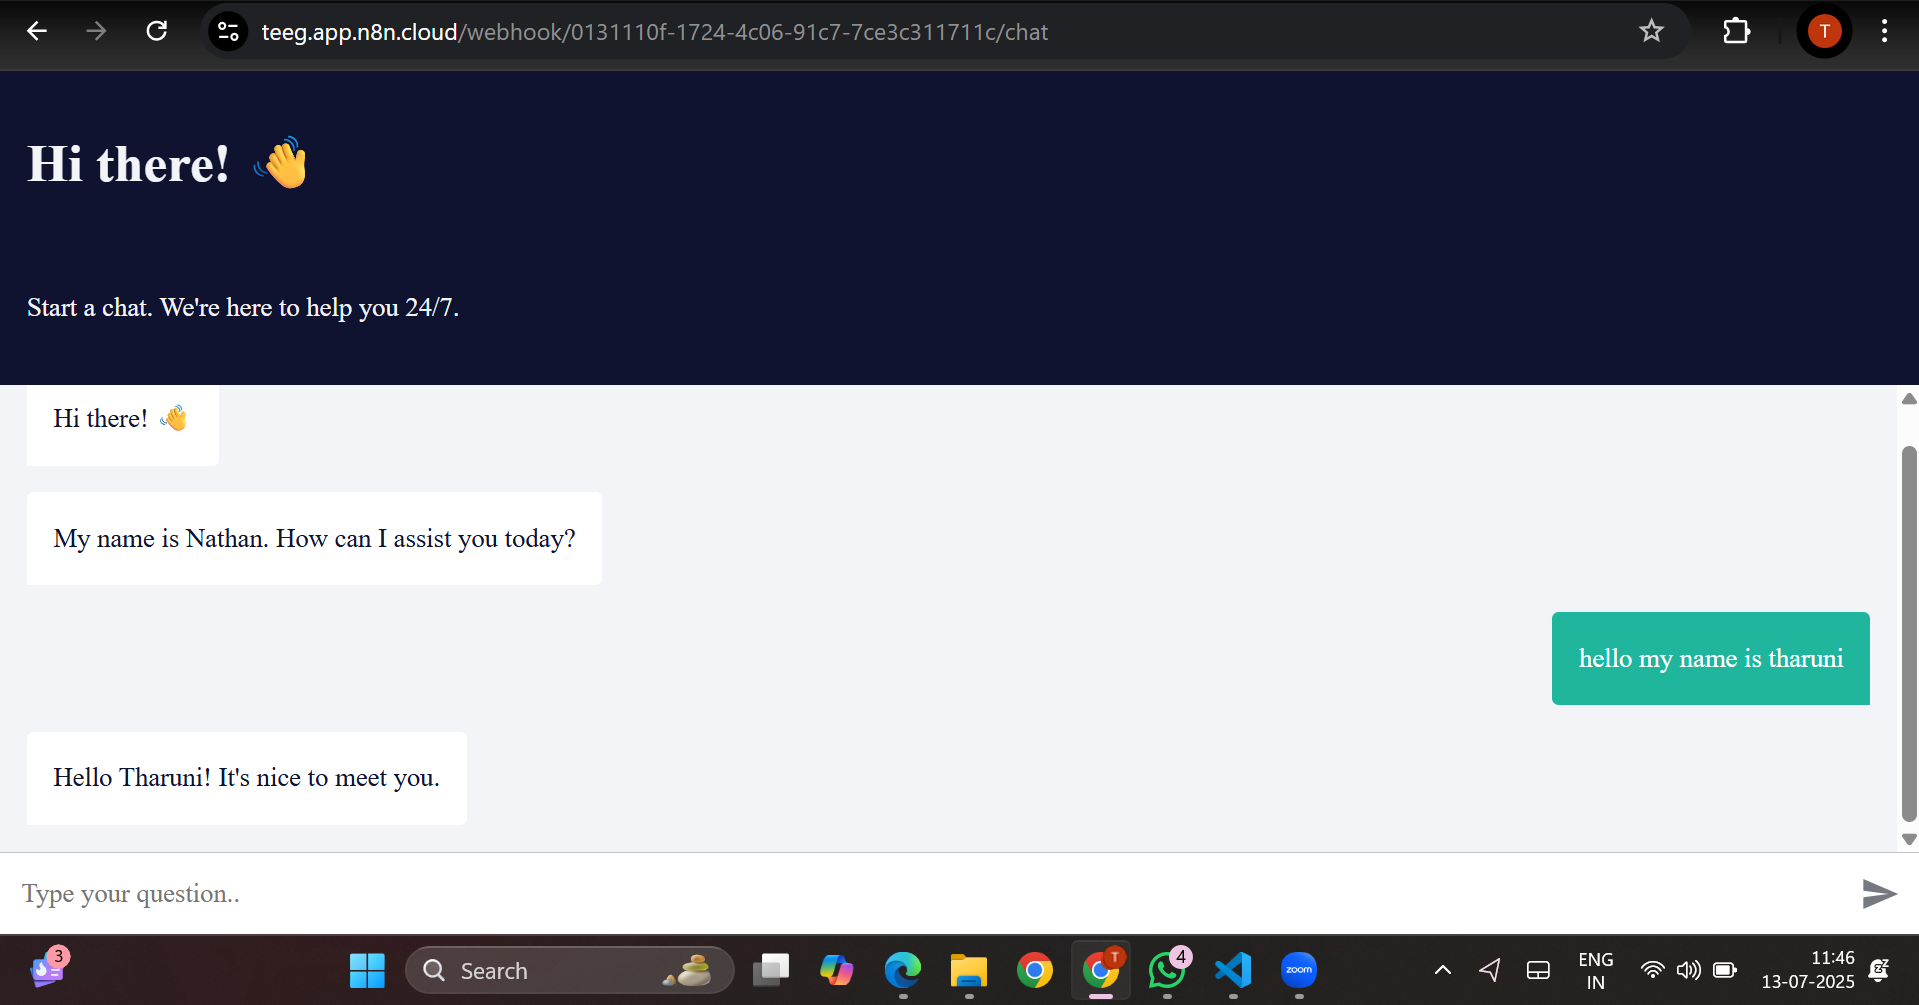 teeg.app.n8n.cloud/webhook/0131110f-1724-4c06-91c7-7ce3c311711c/chat
T
Hi there! 👋
Start a chat. We're here to help you 24/7.
Hi there! 👋
My name is Nathan. How can I assist you today?
hello my name is tharuni
Hello Tharuni! It's nice to meet you.
Type your question..
3
Search
T
4
zoom
ENG
IN
11:46
13-07-2025